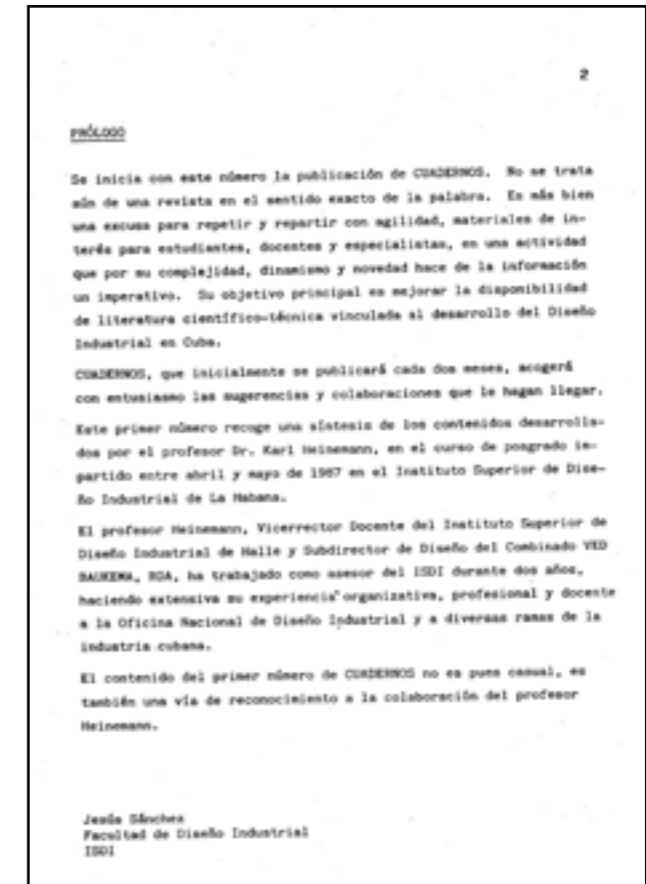 2
PRÓLOGO
Se inicia con este número la publicación de CUADERNOS. No se trata
aún de una revista en el sentido exacto de la palabra. Es más bien
una excusa para repetir y repartir con agilidad, materiales de in-
terés para estudiantes, docentes y especialistas, en una actividad
que por su complejidad, dinamismo y novedad hace de la información
un imperativo. Su objetivo principal es mejorar la disponibilidad
de literatura científico-técnica vinculada al desarrollo del Diseño
Industrial en Cuba.
CUADERNOS, que inicialmente se publicará cada dos meses, acogerá
con entusiasmo las sugerencias y colaboraciones que le hagan llegar.
Este primer número recoge una síntesis de los contenidos desarrolla-
dos por el profesor Dr. Karl Heinemann, en el curso de posgrado im-
partido entre abril y mayo de 1987 en el Instituto Superior de Dise-
ño Industrial de La Habana.
El profesor Heinemann, Vicerrector Docente del Instituto Superior de
Diseño Industrial de Halle y Subdirector de Diseño del Combinado VEB
BAUKEMA, RDA, ha trabajado como asesor del ISDI durante dos años,
haciendo extensiva su experiencia organizativa, profesional y docente
a la Oficina Nacional de Diseño Industrial y a diversas ramas de la
industria cubana.
El contenido del primer número de CUADERNOS no es pues casual, es
también una vía de reconocimiento a la colaboración del profesor
Heinemann.
Jesús Sánchez
Facultad de Diseño Industrial
ISDI